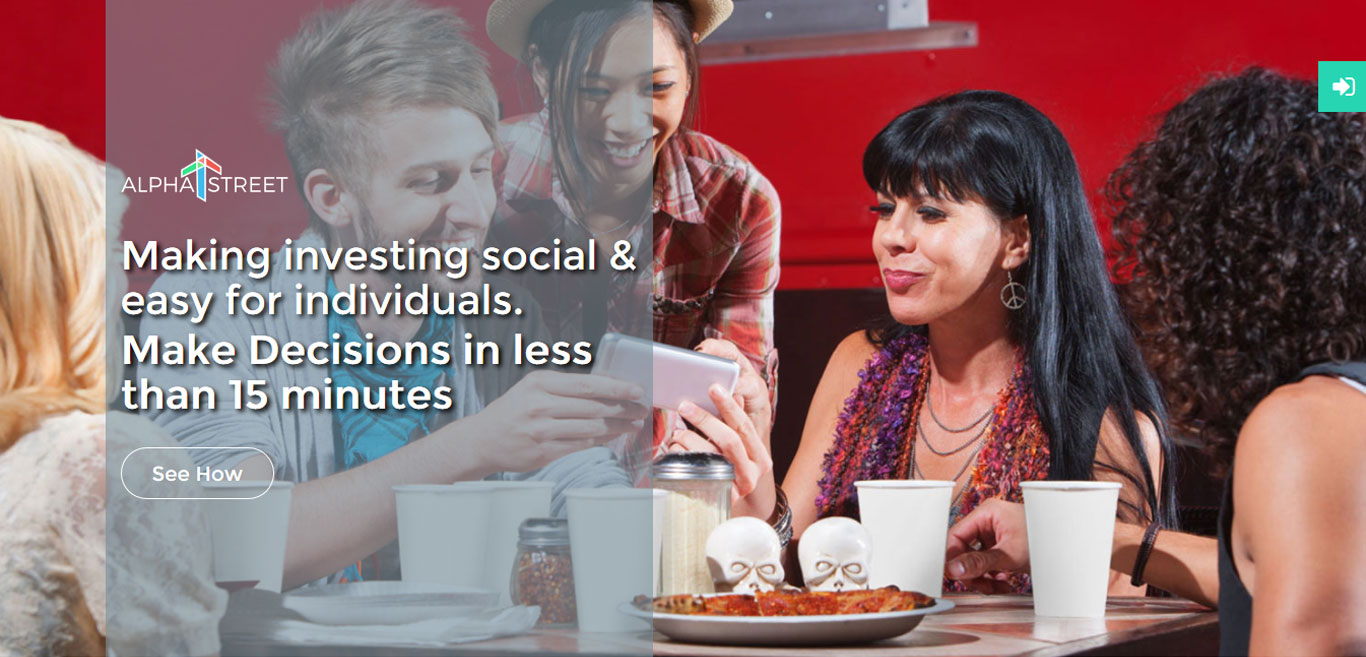 ALPHA STREET
Making investing social &
easy for individuals.
Make Decisions in less
than 15 minutes
See How